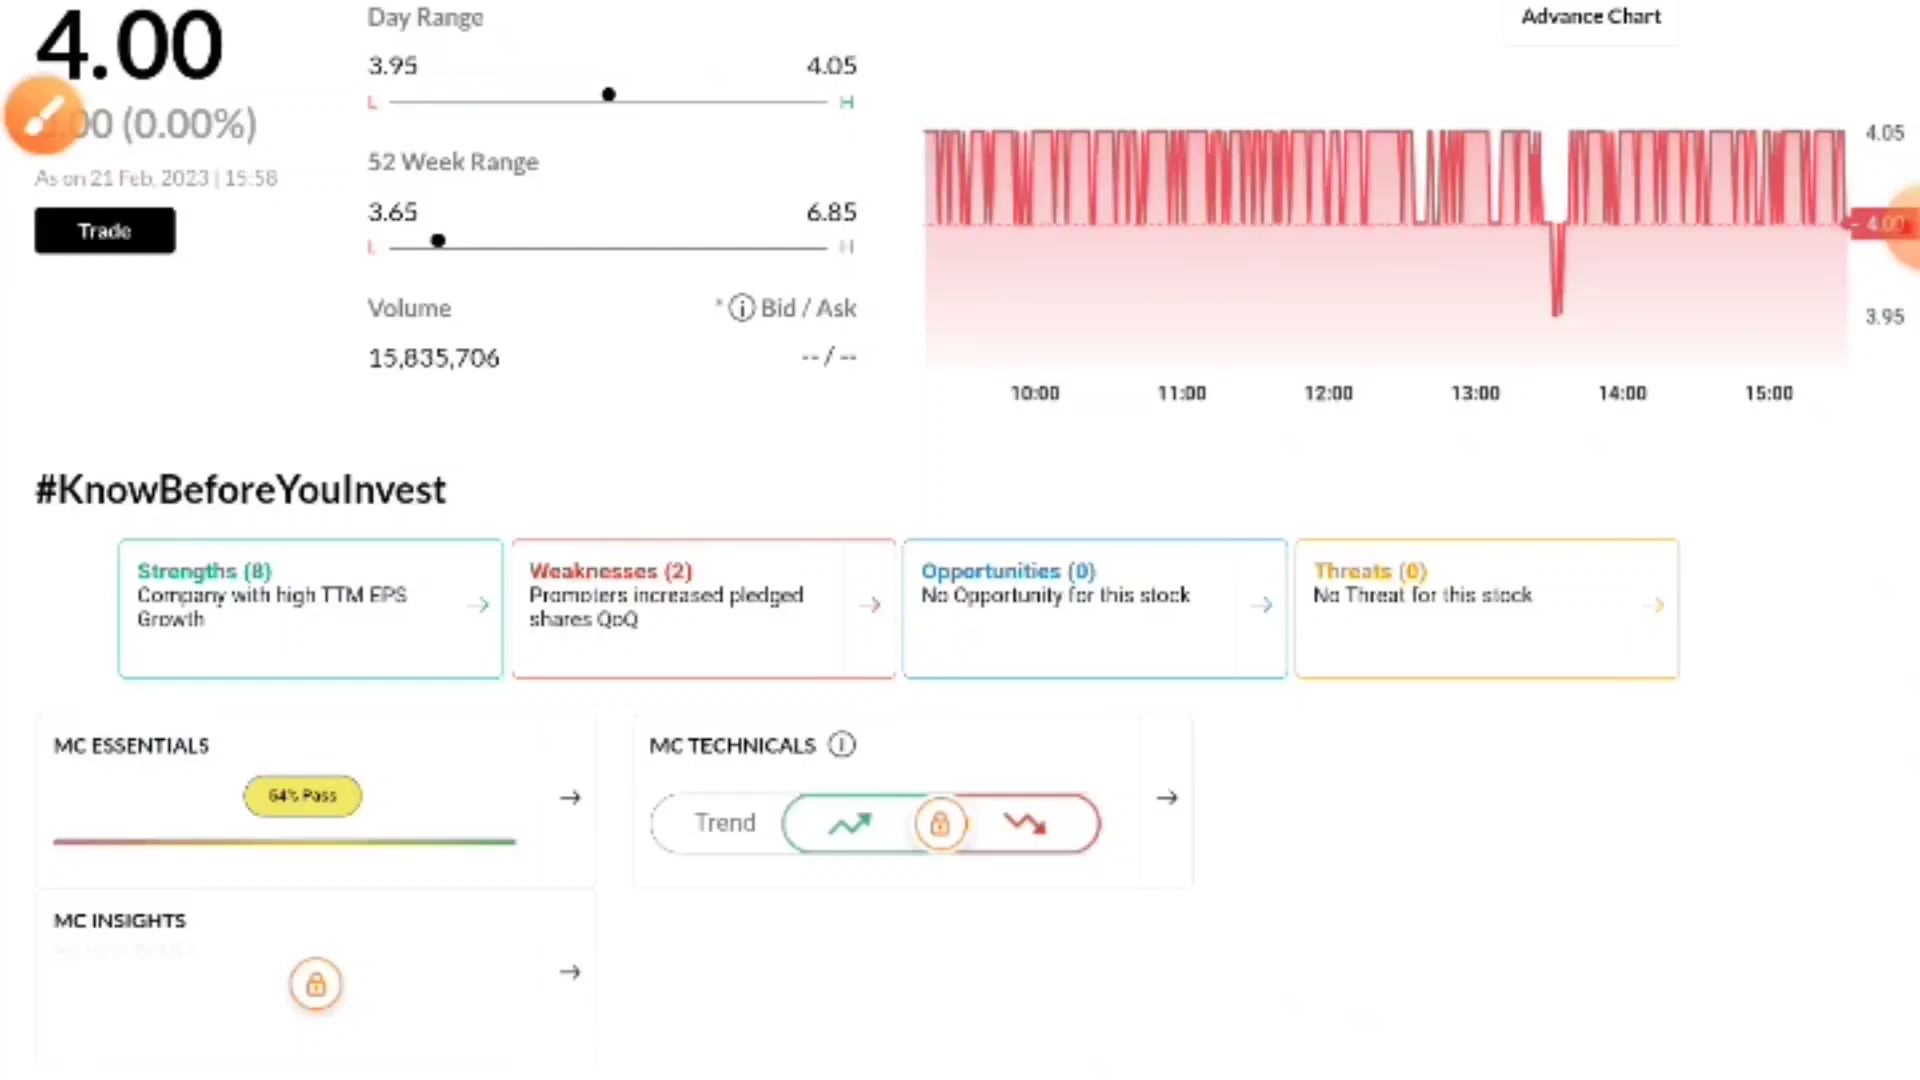 4.00
00 (0.00%)
As on 21 Feb, 2023 | 15:58
Trade
Day Range
3.95 4.05
L H
52 Week Range
3.65 6.85
L H
Volume * Bid / Ask
15,835,706 -- / --
Advance Chart
4.05
4.00
3.95
10:00 11:00 12:00 13:00 14:00 15:00
#KnowBeforeYouInvest
Strengths (8)
Company with high TTM EPS
Growth
Weaknesses (2)
Promoters increased pledged
shares QoQ
Opportunities (0)
No Opportunity for this stock
Threats (0)
No Threat for this stock
MC ESSENTIALS
Pass
MC TECHNICALS
Trend
MC INSIGHTS